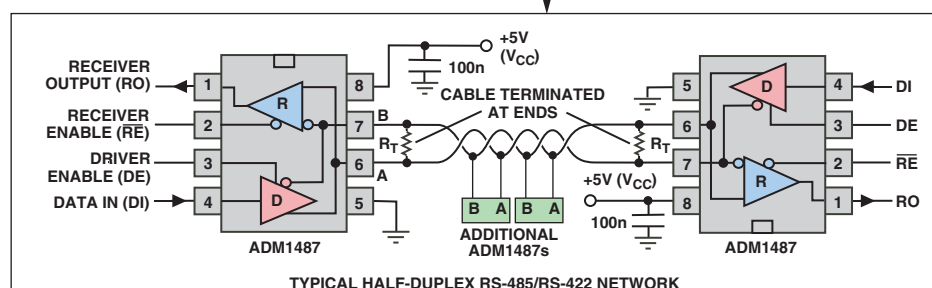 RECEIVER
OUTPUT (RO)
RECEIVER
ENABLE (R̅E̅)
DRIVER
ENABLE (DE)
DATA IN (DI)
1
2
3
4
R
D
8
7
6
5
ADM1487
+5V
(VCC)
100n
CABLE TERMINATED
AT ENDS
B
A
RT
RT
B A B A
ADDITIONAL
ADM1487s
+5V (VCC)
100n
5
6
7
8
D
R
4
3
2
1
DI
DE
R̅E̅
RO
ADM1487
TYPICAL HALF-DUPLEX RS-485/RS-422 NETWORK